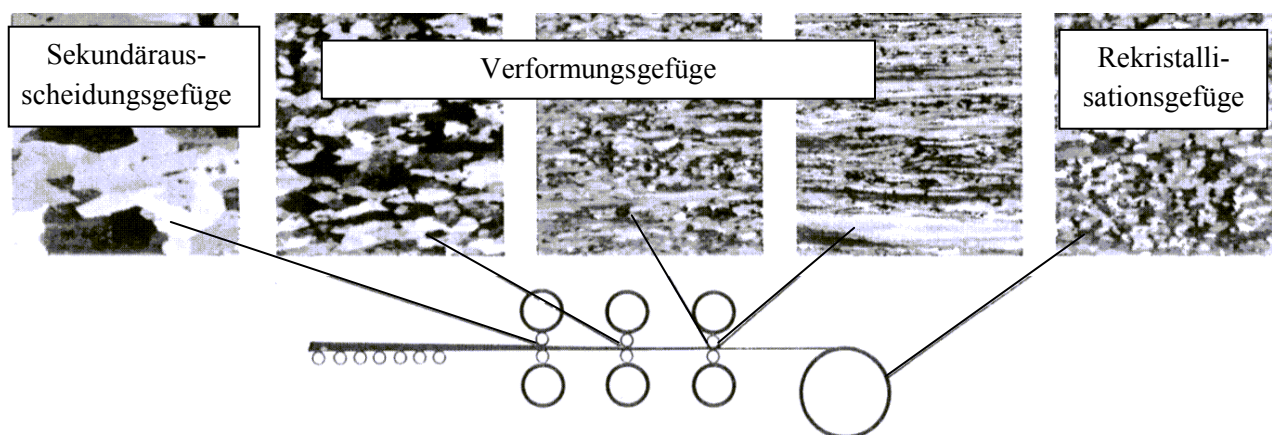 Sekundäraus-
scheidungsgefüge
Verformungsgefüge
Rekristalli-
sationsgefüge